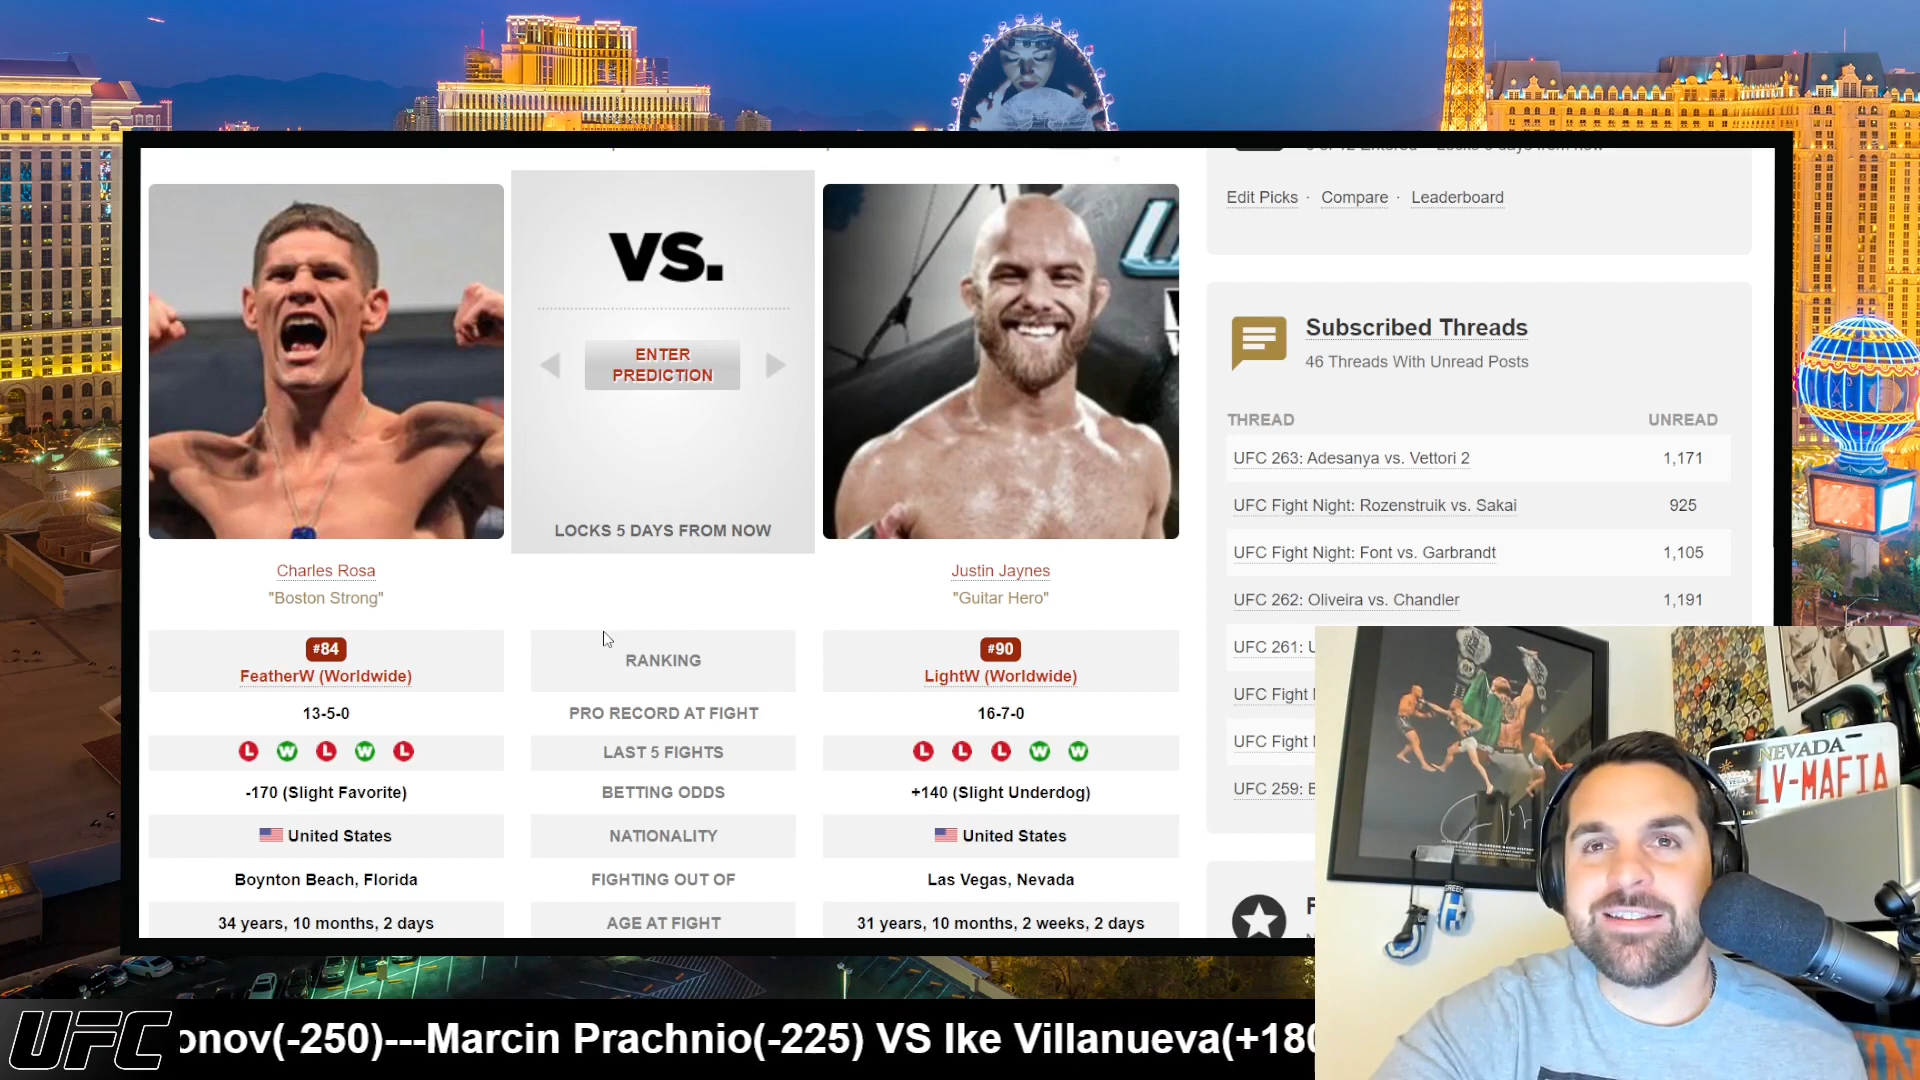 Edit Picks · Compare · Leaderboard
VS.
ENTER
PREDICTION
LOCKS 5 DAYS FROM NOW
Charles Rosa
"Boston Strong"
Justin Jaynes
"Guitar Hero"
#84
FeatherW (Worldwide)
RANKING
#90
LightW (Worldwide)
13-5-0
PRO RECORD AT FIGHT
16-7-0
L W L W L
LAST 5 FIGHTS
L L L W W
-170 (Slight Favorite)
BETTING ODDS
+140 (Slight Underdog)
United States
NATIONALITY
United States
Boynton Beach, Florida
FIGHTING OUT OF
Las Vegas, Nevada
34 years, 10 months, 2 days
AGE AT FIGHT
31 years, 10 months, 2 weeks, 2 days
Subscribed Threads
46 Threads With Unread Posts
THREAD UNREAD
UFC 263: Adesanya vs. Vettori 2 1,171
UFC Fight Night: Rozenstruik vs. Sakai 925
UFC Fight Night: Font vs. Garbrandt 1,105
UFC 262: Oliveira vs. Chandler 1,191
UFC 261: U
UFC Fight
UFC Fight
UFC 259: B
NEVADA
LV-MAFIA
UFC
onov(-250)---Marcin Prachnio(-225) VS Ike Villanueva(+180